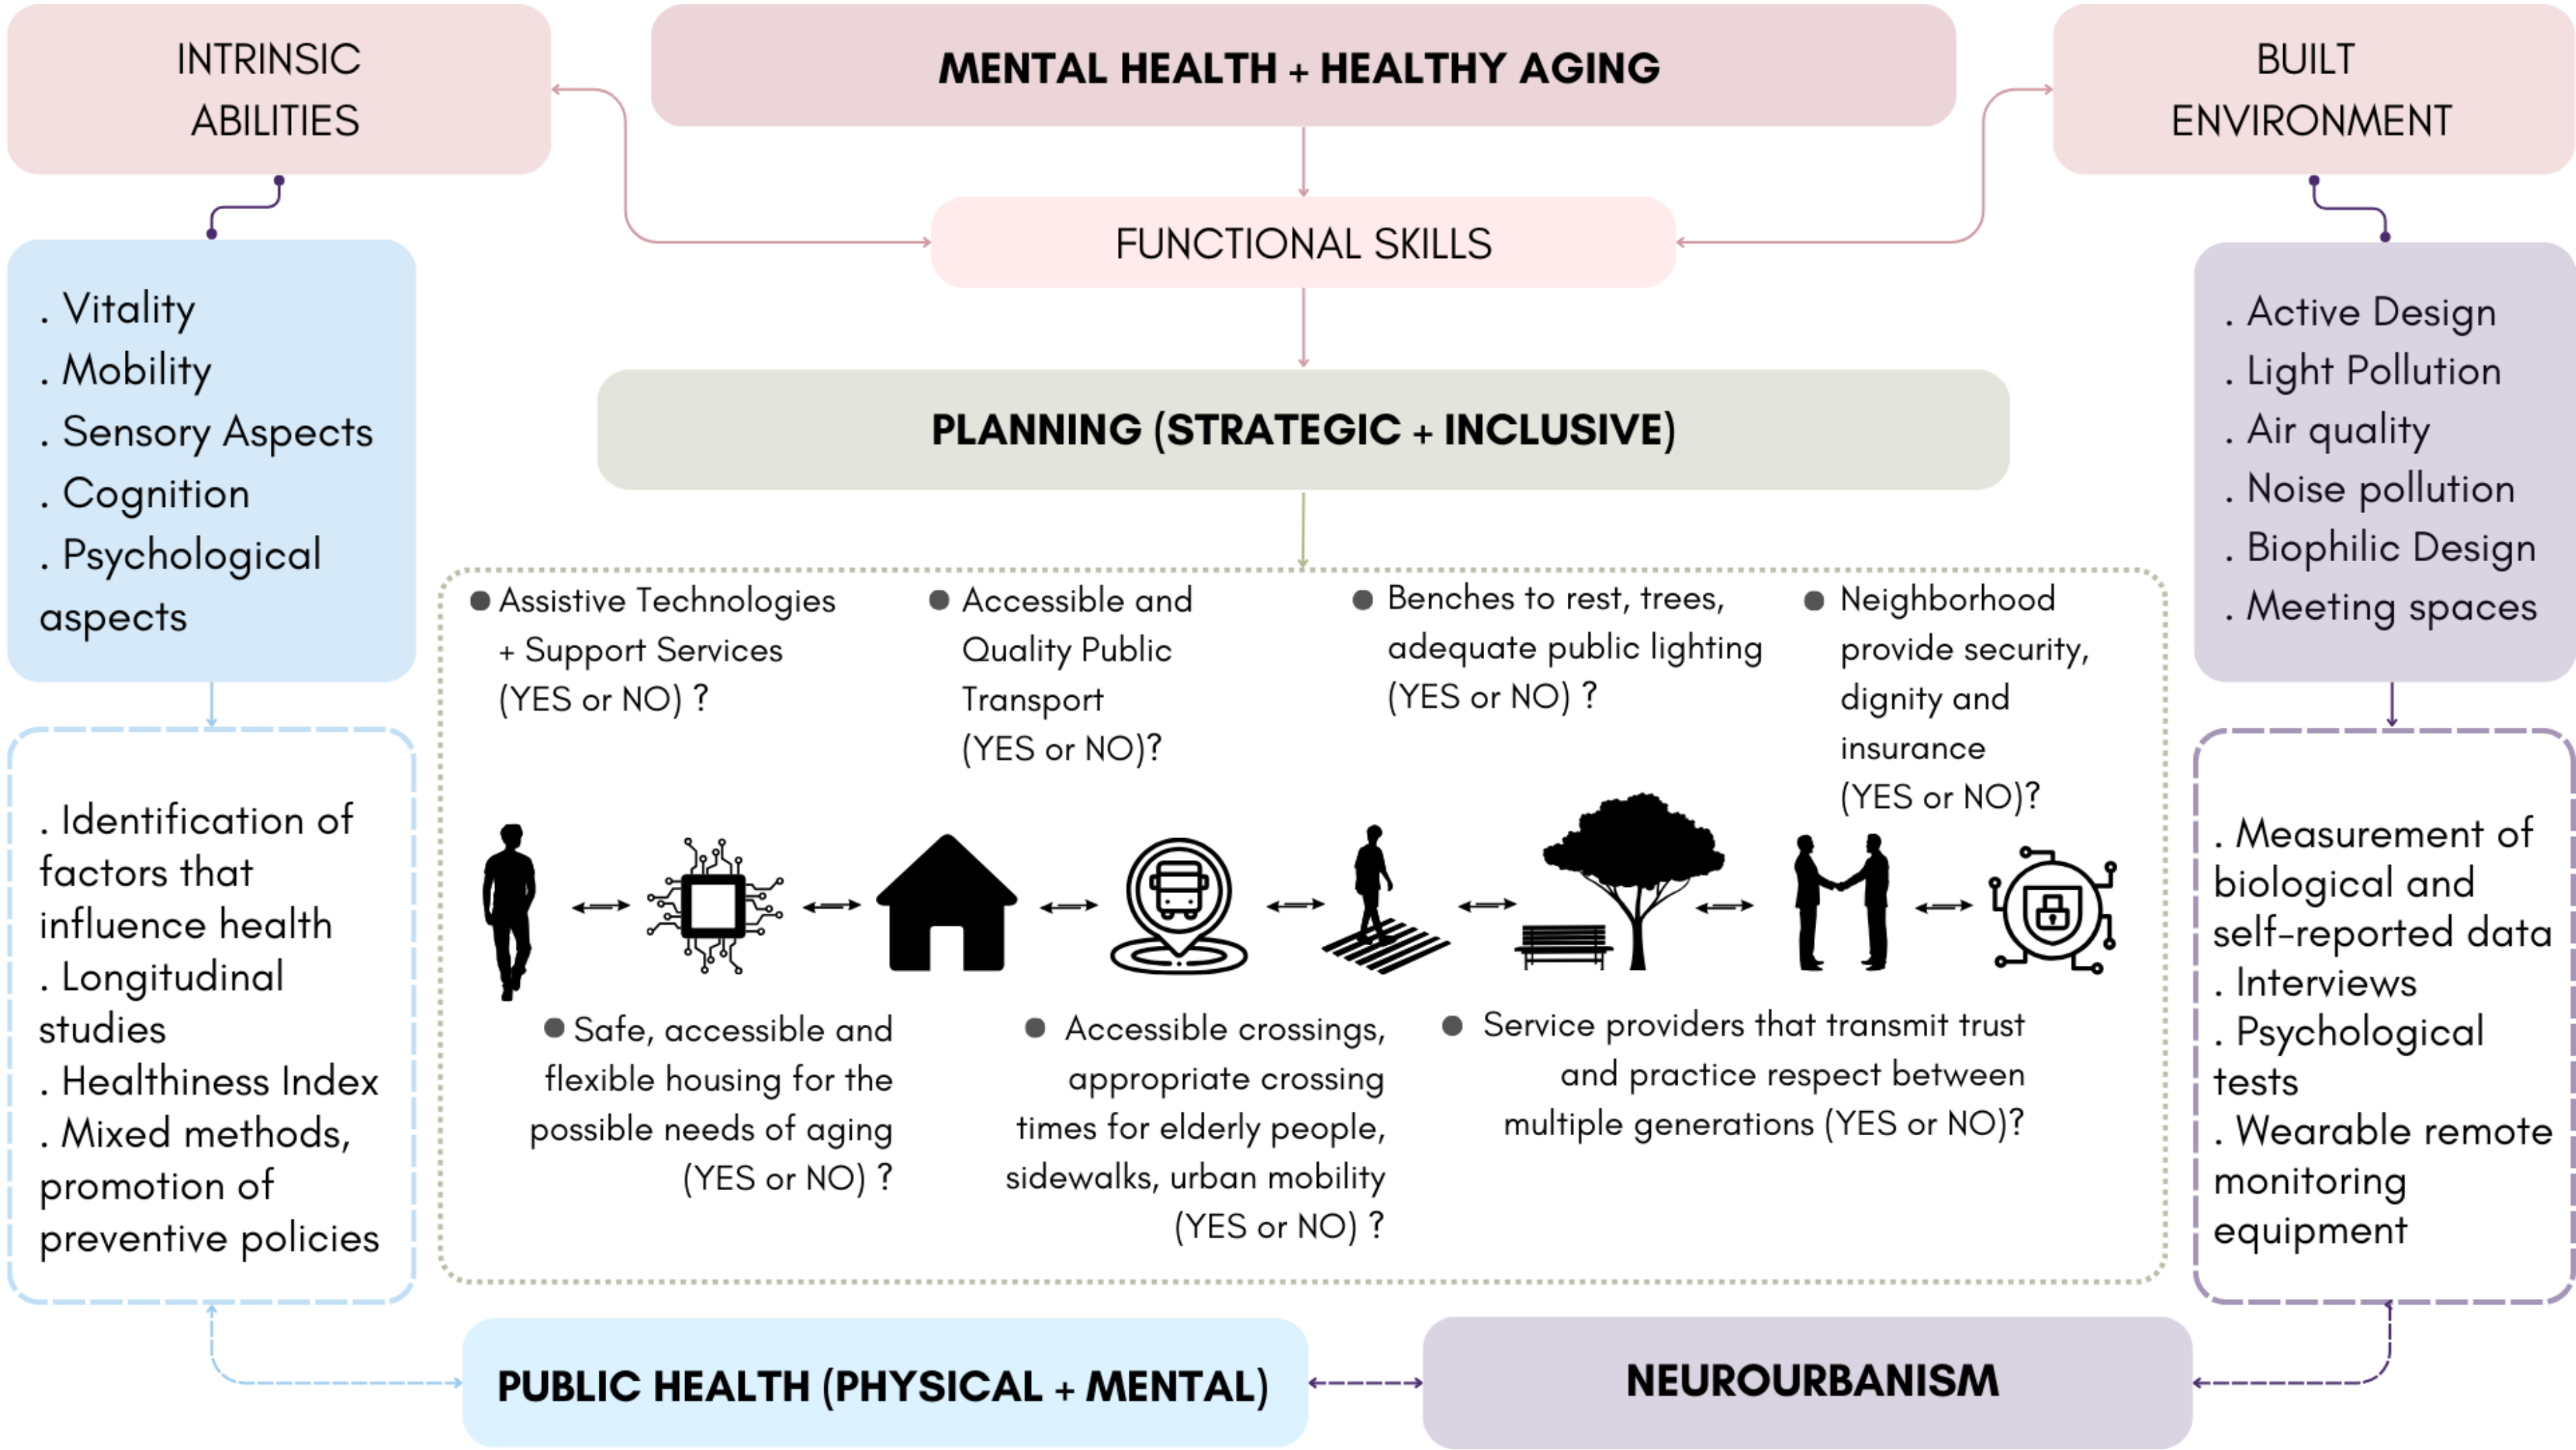 INTRINSIC
ABILITIES
MENTAL HEALTH + HEALTHY AGING
BUILT
ENVIRONMENT
FUNCTIONAL SKILLS
. Vitality
. Mobility
. Sensory Aspects
. Cognition
. Psychological
aspects
PLANNING (STRATEGIC + INCLUSIVE)
. Active Design
. Light Pollution
. Air quality
. Noise pollution
. Biophilic Design
. Meeting spaces
● Assistive Technologies
+ Support Services
(YES or NO) ?
● Accessible and
Quality Public
Transport
(YES or NO)?
● Benches to rest, trees,
adequate public lighting
(YES or NO) ?
● Neighborhood
provide security,
dignity and
insurance
(YES or NO)?
● Safe, accessible and
flexible housing for the
possible needs of aging
(YES or NO) ?
● Accessible crossings,
appropriate crossing
times for elderly people,
sidewalks, urban mobility
(YES or NO) ?
● Service providers that transmit trust
and practice respect between
multiple generations (YES or NO)?
. Identification of
factors that
influence health
. Longitudinal
studies
. Healthiness Index
. Mixed methods,
promotion of
preventive policies
. Measurement of
biological and
self-reported data
. Interviews
. Psychological
tests
. Wearable remote
monitoring
equipment
PUBLIC HEALTH (PHYSICAL + MENTAL)
NEUROURBANISM